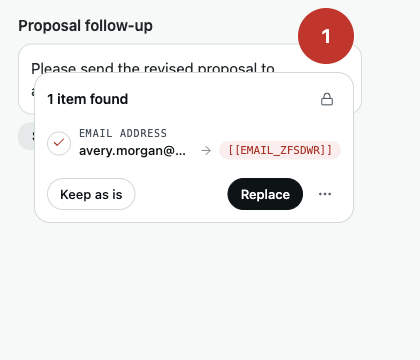 Proposal follow-up
1
Please send the revised proposal to
1 item found
EMAIL ADDRESS
avery.morgan@... → [[EMAIL_ZFSDWR]]
Keep as is
Replace